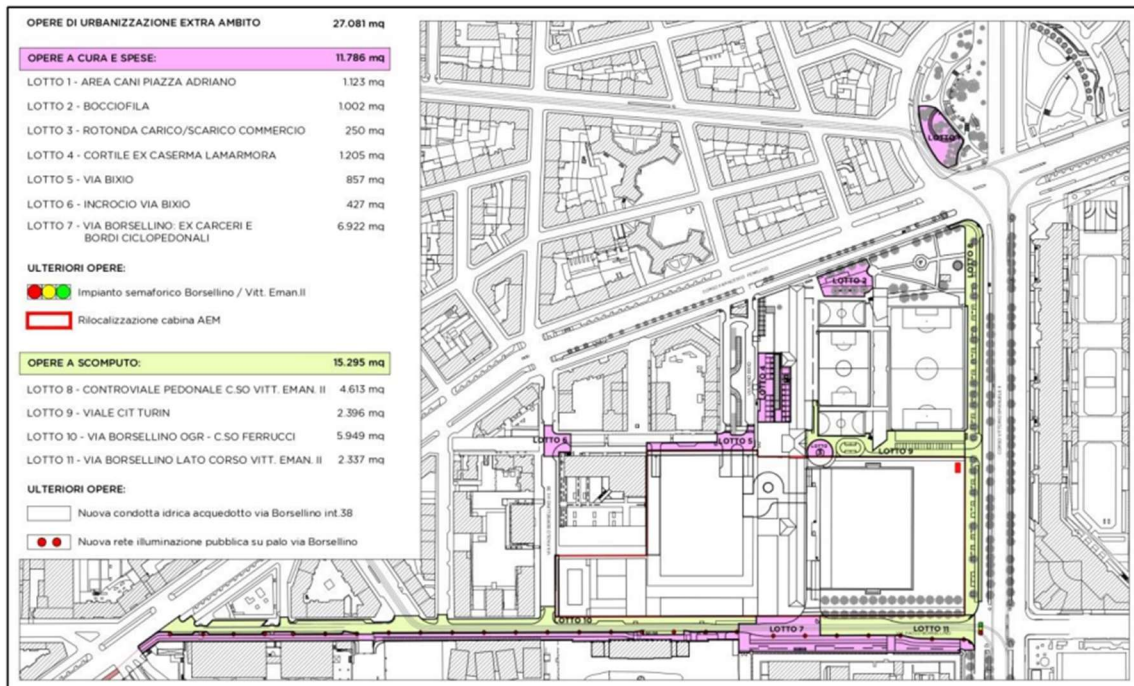 OPERE DI URBANIZZAZIONE EXTRA AMBITO 27.081 mq
OPERE A CURA E SPESE: 11.786 mq
LOTTO 1 - AREA CANI PIAZZA ADRIANO 1.123 mq
LOTTO 2 - BOCCIOFILA 1.002 mq
LOTTO 3 - ROTONDA CARICO/SCARICO COMMERCIO 250 mq
LOTTO 4 - CORTILE EX CASERMA LAMARMORA 1.205 mq
LOTTO 5 - VIA BIXIO 857 mq
LOTTO 6 - INCROCIO VIA BIXIO 427 mq
LOTTO 7 - VIA BORSELLINO: EX CARCERI E 6.922 mq
BORDI CICLOPEDONALI
ULTERIORI OPERE:
Impianto semaforico Borsellino / Vitt. Eman.II
Rilocalizzazione cabina AEM
OPERE A SCOMPUTO: 15.295 mq
LOTTO 8 - CONTROVIALE PEDONALE C.SO VITT. EMAN. II 4.613 mq
LOTTO 9 - VIALE CIT TURIN 2.396 mq
LOTTO 10 - VIA BORSELLINO OGR - C.SO FERRUCCI 5.949 mq
LOTTO 11 - VIA BORSELLINO LATO CORSO VITT. EMAN. II 2.337 mq
ULTERIORI OPERE:
Nuova condotta idrica acquedotto via Borsellino int.38
Nuova rete illuminazione pubblica su palo via Borsellino
LOTTO
LOTTO 8
LOTTO 2
LOTTO 4
LOTTO 6
LOTTO 5
LOTTO 3
LOTTO 9
LOTTO 10
LOTTO 7
LOTTO 11